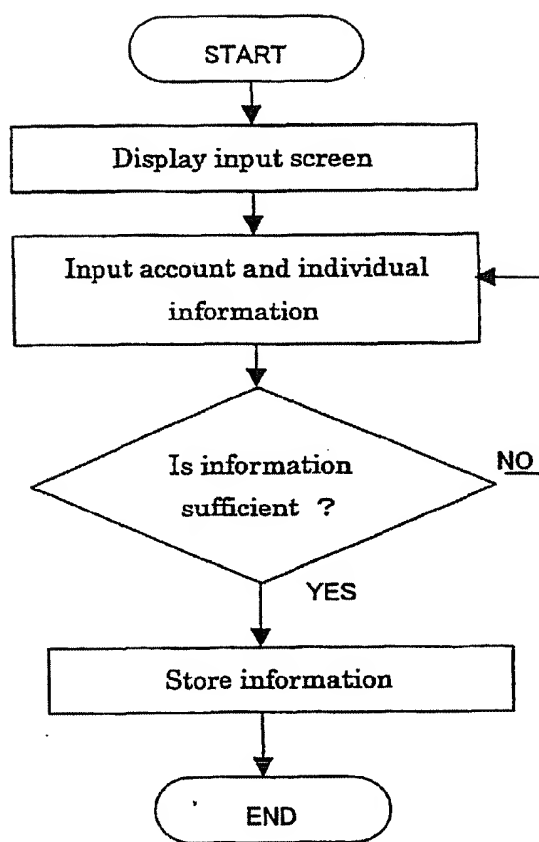 START
Display input screen
Input account and individual
information
Is information
sufficient ?
NO
YES
Store information
END